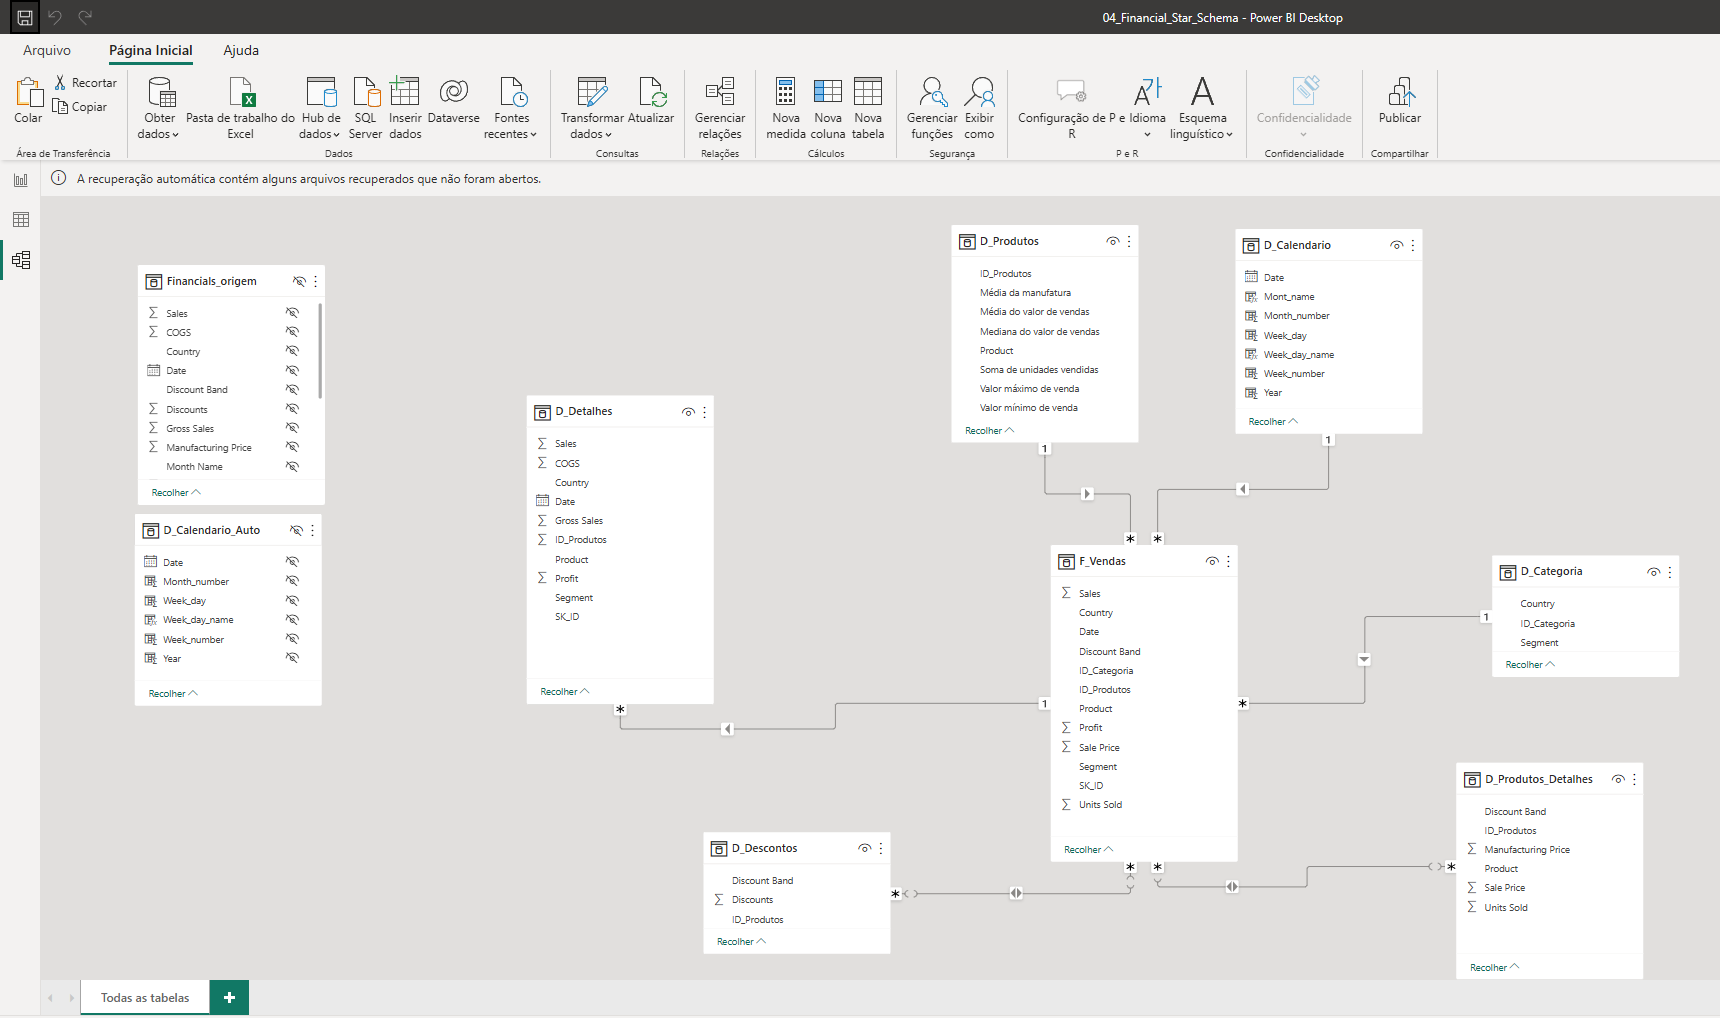 04_Financial_Star_Schema - Power BI Desktop
Arquivo
Página Inicial
Ajuda
Colar
Recortar
Copiar
Área de Transferência
Obter dados
Pasta de trabalho do Excel
Hub de dados
SQL Server
Inserir dados
Dataverse
Fontes recentes
Dados
Transformar dados
Atualizar
Consultas
Gerenciar relações
Relações
Nova medida
Nova coluna
Nova tabela
Cálculos
Gerenciar funções
Exibir como
Segurança
Configuração de P e R
Idioma
Esquema linguístico
P e R
Confidencialidade
Confidencialidade
Publicar
Compartilhar
A recuperação automática contém alguns arquivos recuperados que não foram abertos.
Financials_origem
Sales
COGS
Country
Date
Discount Band
Discounts
Gross Sales
Manufacturing Price
Month Name
Recolher
D_Calendario_Auto
Date
Month_number
Week_day
Week_day_name
Week_number
Year
Recolher
D_Detalhes
Sales
COGS
Country
Date
Gross Sales
ID_Produtos
Product
Profit
Segment
SK_ID
Recolher
D_Produtos
ID_Produtos
Média da manufatura
Média do valor de vendas
Mediana do valor de vendas
Product
Soma de unidades vendidas
Valor máximo de venda
Valor mínimo de venda
Recolher
1
D_Calendario
Date
Mont_name
Month_number
Week_day
Week_day_name
Week_number
Year
Recolher
1
F_Vendas
Sales
Country
Date
Discount Band
ID_Categoria
ID_Produtos
Product
Profit
Sale Price
Segment
SK_ID
Units Sold
Recolher
1
D_Categoria
Country
ID_Categoria
Segment
Recolher
1
D_Descontos
Discount Band
Discounts
ID_Produtos
Recolher
D_Produtos_Detalhes
Discount Band
ID_Produtos
Manufacturing Price
Product
Sale Price
Units Sold
Recolher
Todas as tabelas